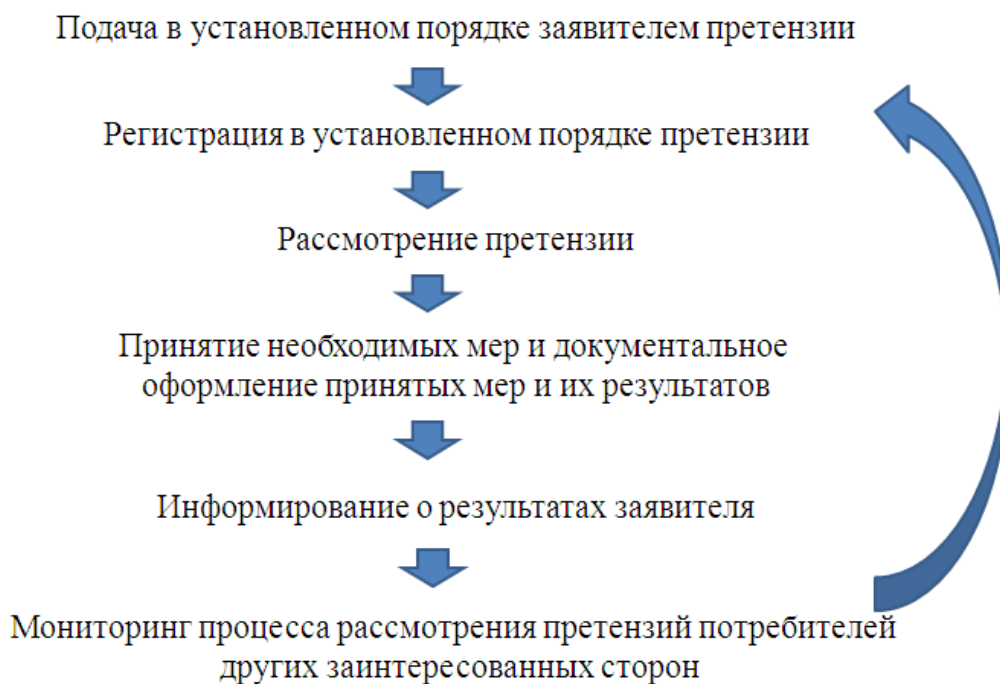 Подача в установленном порядке заявителем претензии
Регистрация в установленном порядке претензии
Рассмотрение претензии
Принятие необходимых мер и документальное
оформление принятых мер и их результатов
Информирование о результатах заявителя
Мониторинг процесса рассмотрения претензий потребителей
других заинтересованных сторон